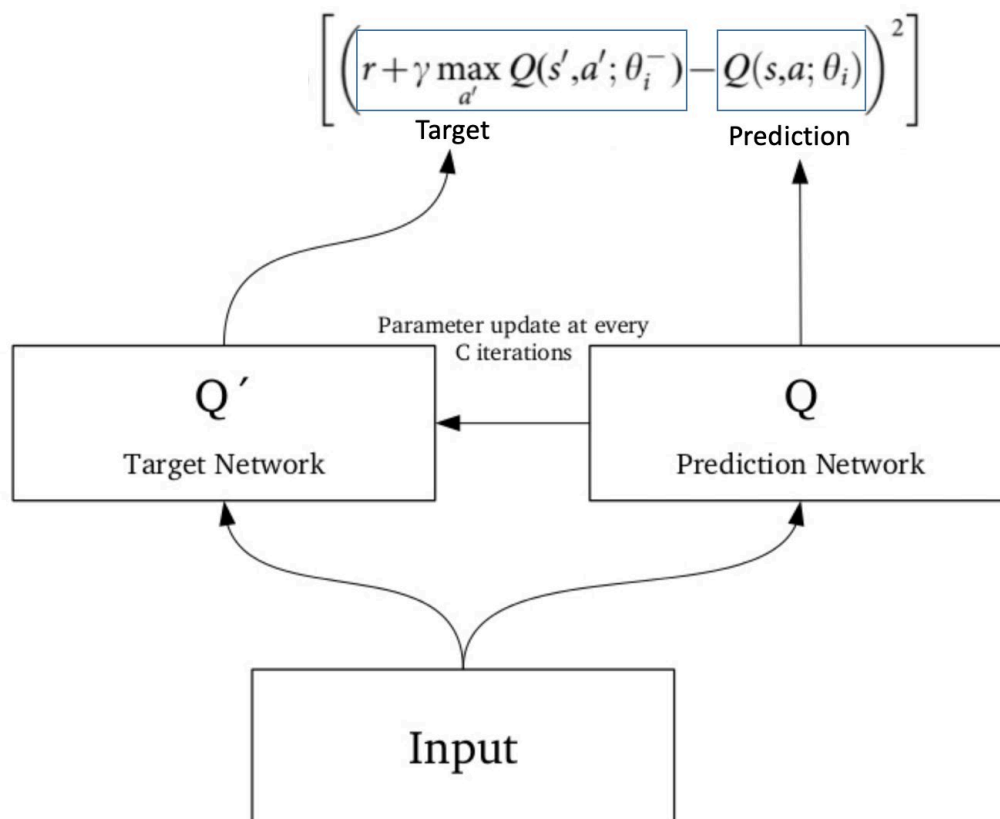 [(r + γ max_{a'} Q(s', a'; θ_i^-) − Q(s, a; θ_i))^2]
Target
Prediction
Parameter update at every
C iterations
Q′
Target Network
Q
Prediction Network
Input